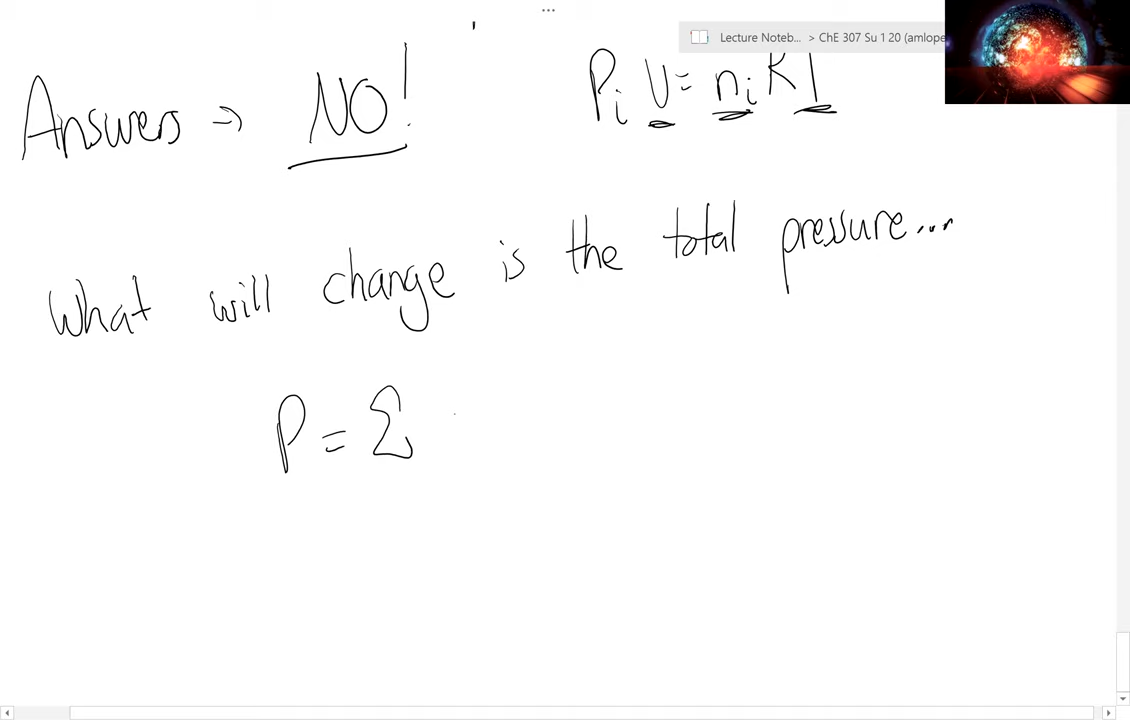 Lecture Noteb... > ChE 307 Su 1 20 (amlope
Answers → NO!
PᵢV = nᵢRT
What will change is the total pressure...
P = Σ